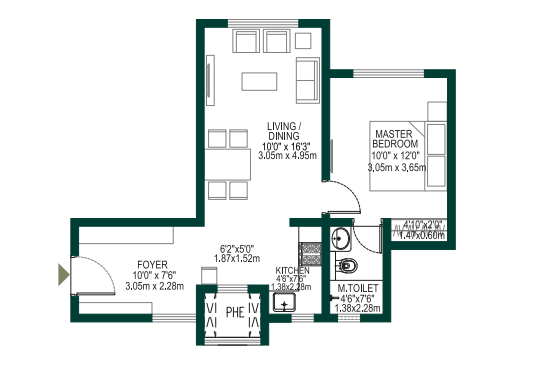 LIVING /
DINING
10'0" x 16'3"
3.05m x 4.95m
MASTER
BEDROOM
10'0" x 12'0"
3.05m x 3.65m
4'10"x2'0"
1.47x0.60m
6'2"x5'0"
1.87x1.52m
FOYER
10'0" x 7'6"
3.05m x 2.28m
KITCHEN
4'6"x7'6"
1.38x2.28m
M.TOILET
4'6"x7'6"
1.38x2.28m
PHE